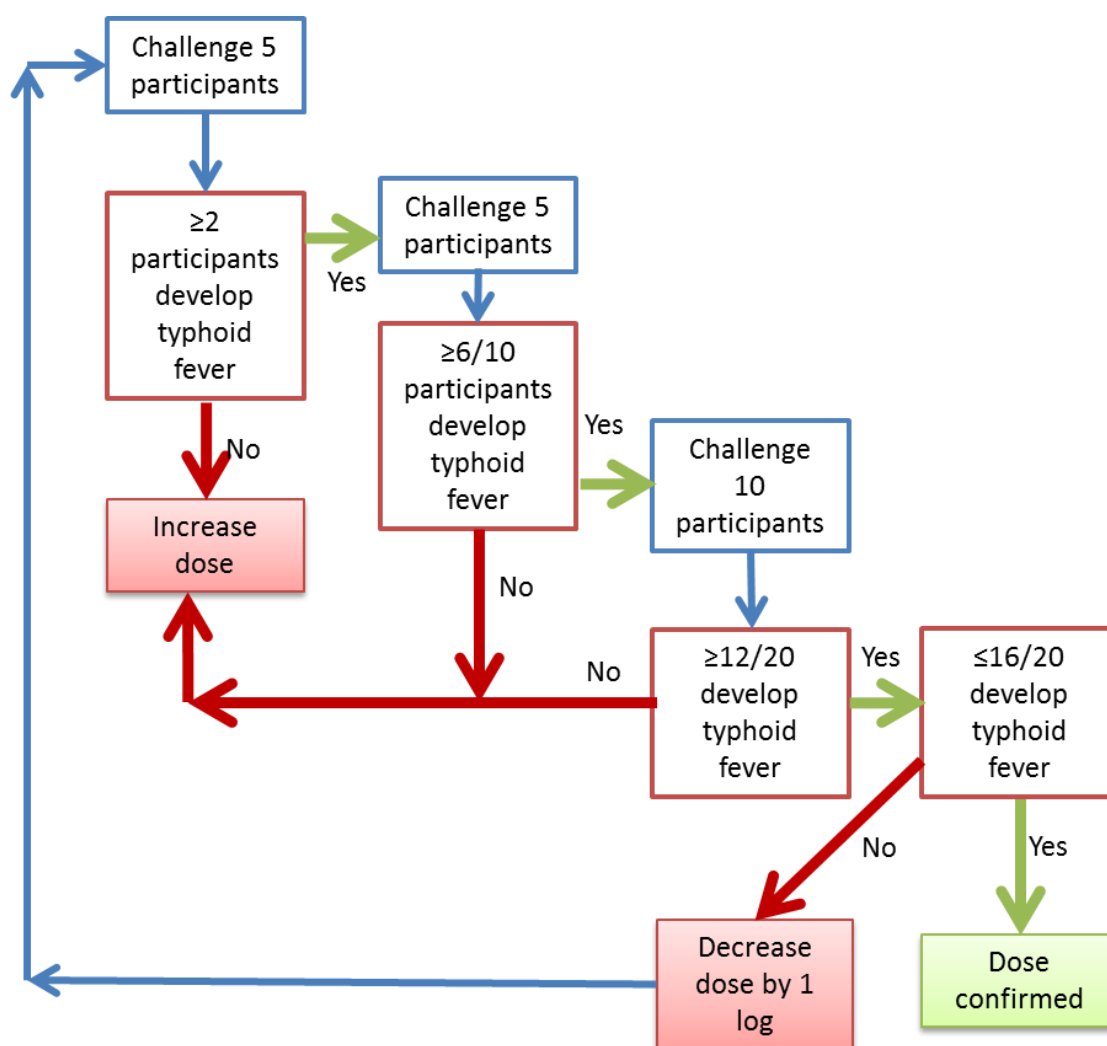 Challenge 5
participants
≥2
participants
develop
typhoid
fever
Yes
Challenge 5
participants
No
Increase
dose
≥6/10
participants
develop
typhoid
fever
Yes
Challenge
10
participants
No
≥12/20
develop
typhoid
fever
No
Yes
≤16/20
develop
typhoid
fever
No
Yes
Decrease
dose by 1
log
Dose
confirmed